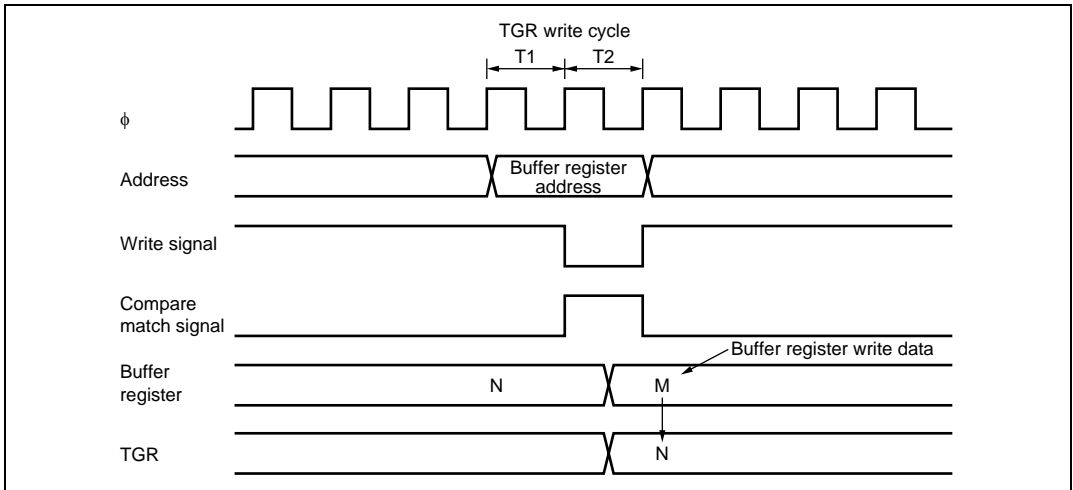 TGR write cycle
T1 T2
ϕ
Address
Buffer register
address
Write signal
Compare
match signal
Buffer register write data
Buffer
register
N M
TGR
N